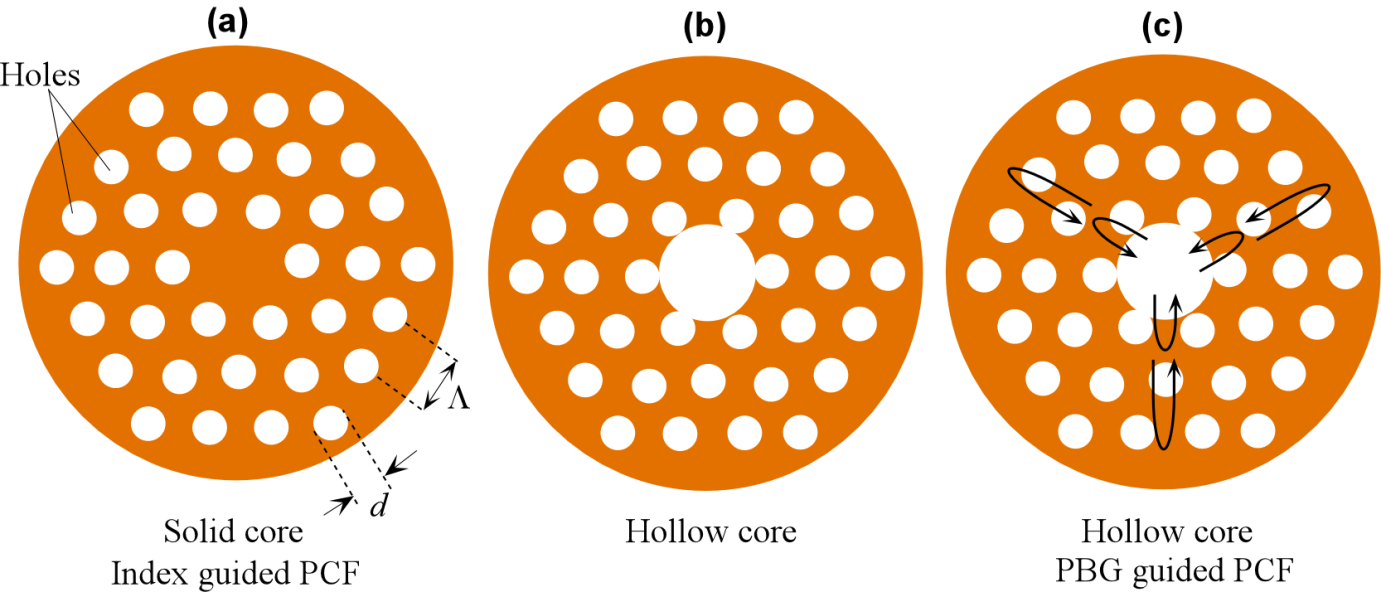 (a)
(b)
(c)
Holes
Λ
d
Solid core
Index guided PCF
Hollow core
Hollow core
PBG guided PCF